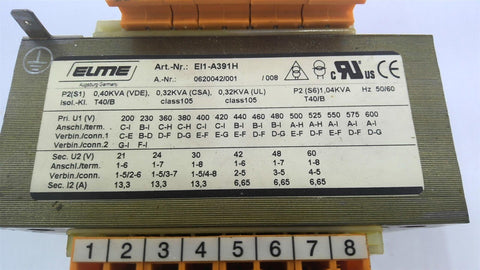 ELME
Augsburg/Germany
Art.-Nr.: EI1-A391H
A.-Nr.: 0620042/001 / 008
P2(S1) 0,40KVA (VDE), 0,32KVA (CSA), 0,32KVA (UL) P2 (S6)1,04KVA Hz 50/60
Isol.-Kl. T40/B class105 class105 T40/B
Pri. U1 (V) 200 230 360 380 400 420 440 460 480 500 525 550 575 600
Anschl./term. C-I B-I C-H C-H C-I C-I B-I B-I A-H A-H A-H A-I A-I A-I
Verbin./conn.1 C-E B-D D-F D-G E-F D-F D-F D-G E-F D-F D-G E-F D-F D-G
Verbin./conn.2 G-I F-I
Sec. U2 (V) 21 24 30 42 48 60
Anschl./term. 1-6 1-7 1-8 1-6 1-7 1-8
Verbin./conn. 1-5/2-6 1-5/3-7 1-5/4-8 2-5 3-5 4-5
Sec. I2 (A) 13,3 13,3 13,3 6,65 6,65 6,65
1 2 3 4 5 6 7 8